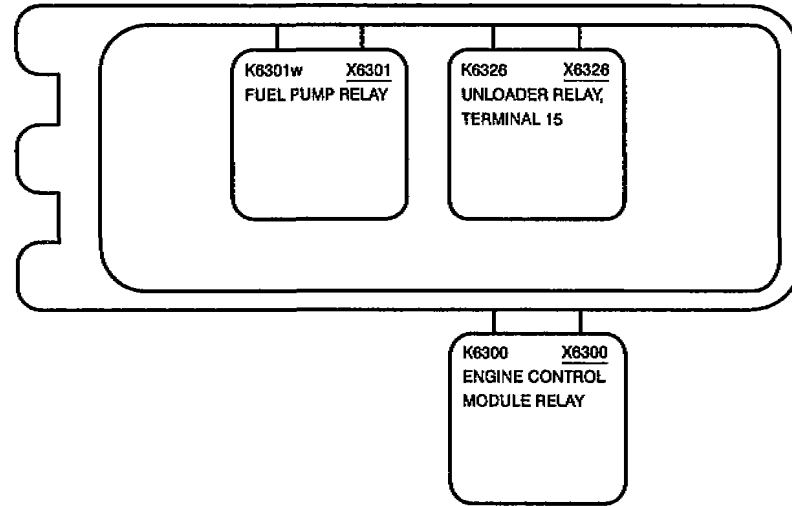 K6301w X6301
FUEL PUMP RELAY
K6326 X6326
UNLOADER RELAY,
TERMINAL 15
K6300 X6300
ENGINE CONTROL
MODULE RELAY